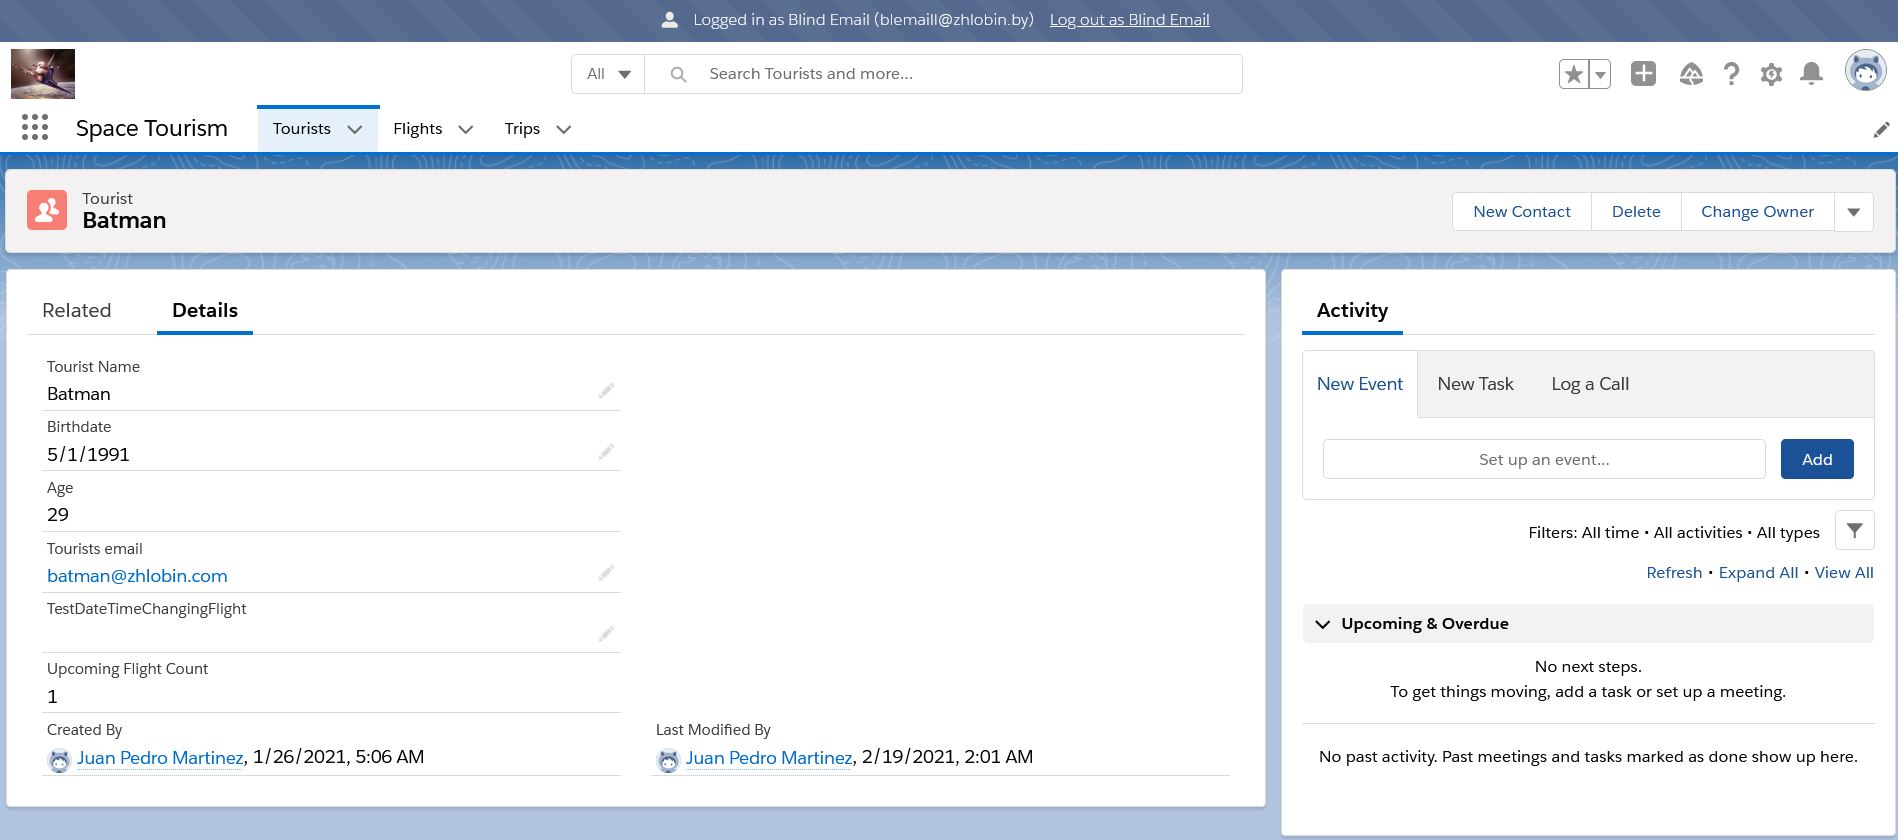 Logged in as Blind Email (blemaill@zhlobin.by) Log out as Blind Email
All Search Tourists and more...
Space Tourism Tourists Flights Trips
Tourist
Batman
New Contact Delete Change Owner
Related Details
Tourist Name
Batman
Birthdate
5/1/1991
Age
29
Tourists email
batman@zhlobin.com
TestDateTimeChangingFlight
Upcoming Flight Count
1
Created By
Juan Pedro Martinez, 1/26/2021, 5:06 AM
Last Modified By
Juan Pedro Martinez, 2/19/2021, 2:01 AM
Activity
New Event New Task Log a Call
Set up an event... Add
Filters: All time • All activities • All types
Refresh • Expand All • View All
Upcoming & Overdue
No next steps.
To get things moving, add a task or set up a meeting.
No past activity. Past meetings and tasks marked as done show up here.